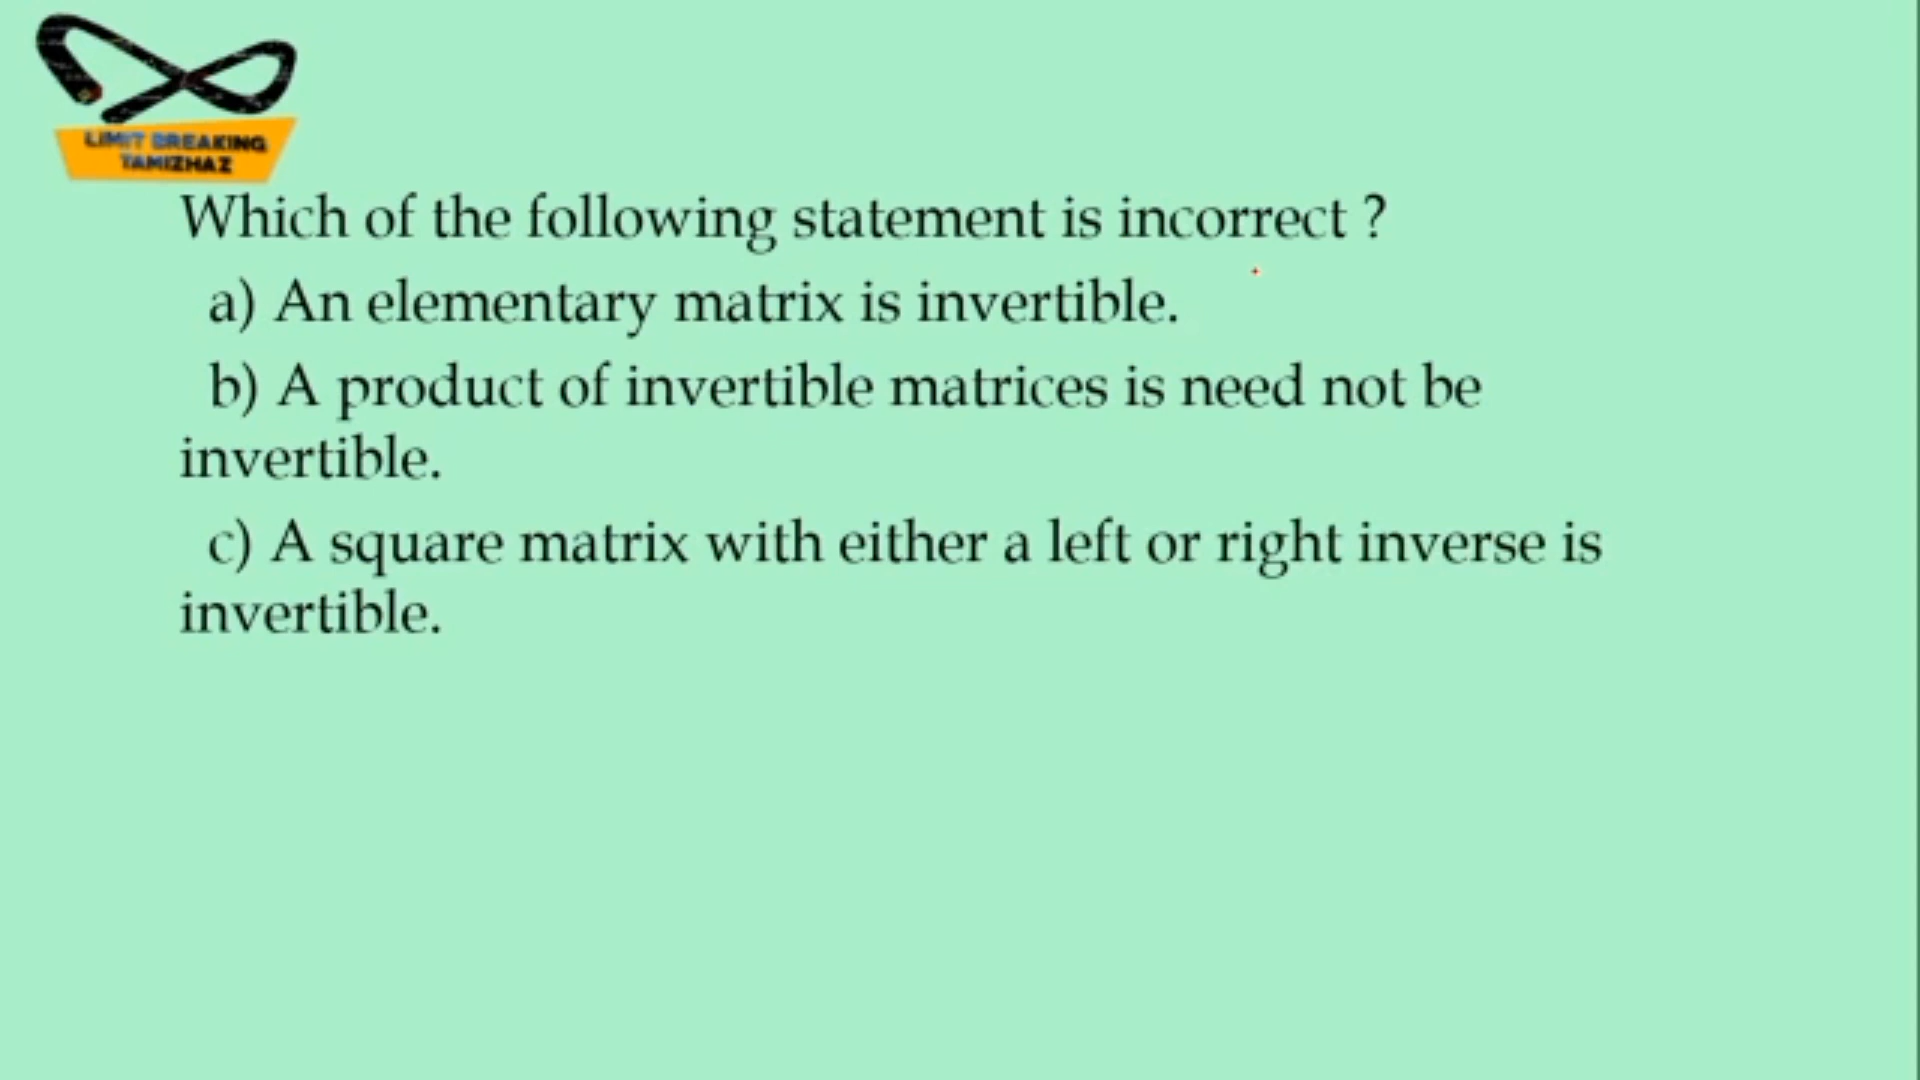 LIMIT BREAKING
TAMIZHAZ
Which of the following statement is incorrect ?
a) An elementary matrix is invertible.
b) A product of invertible matrices is need not be
invertible.
c) A square matrix with either a left or right inverse is
invertible.